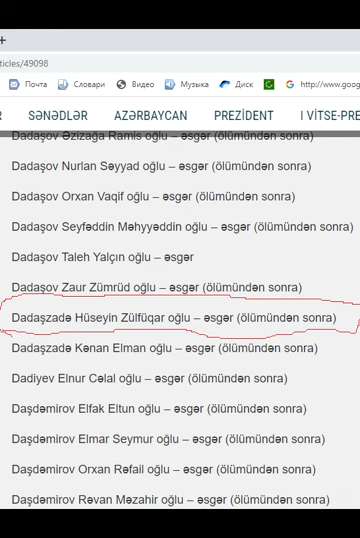 ticles/49098
Почта Словари Видео Музыка Диск http://www.goog
R SƏNƏDLƏR AZƏRBAYCAN PREZİDENT I VİTSE-PRE
Dadaşov Əzizağa Ramis oğlu – əsgər (ölümündən sonra)
Dadaşov Nurlan Səyyad oğlu – əsgər (ölümündən sonra)
Dadaşov Orxan Vaqif oğlu – əsgər (ölümündən sonra)
Dadaşov Seyfəddin Məhyyəddin oğlu – əsgər (ölümündən sonra)
Dadaşov Taleh Yalçın oğlu – əsgər
Dadaşov Zaur Zümrüd oğlu – əsgər (ölümündən sonra)
Dadaşzadə Hüseyin Zülfüqar oğlu – əsgər (ölümündən sonra)
Dadaşzadə Kənan Elman oğlu – əsgər (ölümündən sonra)
Dadiyev Elnur Cəlal oğlu – əsgər (ölümündən sonra)
Daşdəmirov Elfak Eltun oğlu – əsgər (ölümündən sonra)
Daşdəmirov Elmar Seymur oğlu – əsgər (ölümündən sonra)
Daşdəmirov Orxan Rəfail oğlu – əsgər (ölümündən sonra)
Daşdəmirov Rəvan Məzahir oğlu – əsgər (ölümündən sonra)